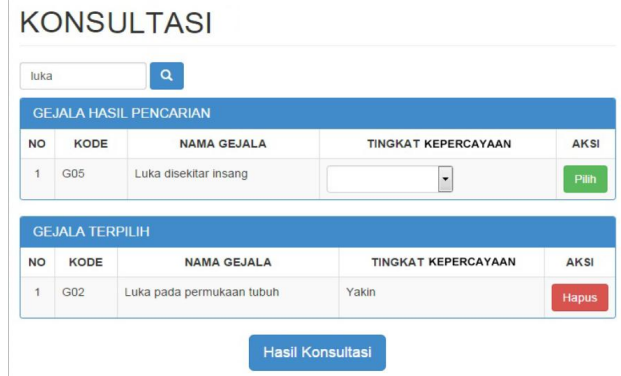 KONSULTASI
luka
GEJALA HASIL PENCARIAN
NO KODE NAMA GEJALA TINGKAT KEPERCAYAAN AKSI
1 G05 Luka disekitar insang Pilih
GEJALA TERPILIH
NO KODE NAMA GEJALA TINGKAT KEPERCAYAAN AKSI
1 G02 Luka pada permukaan tubuh Yakin Hapus
Hasil Konsultasi